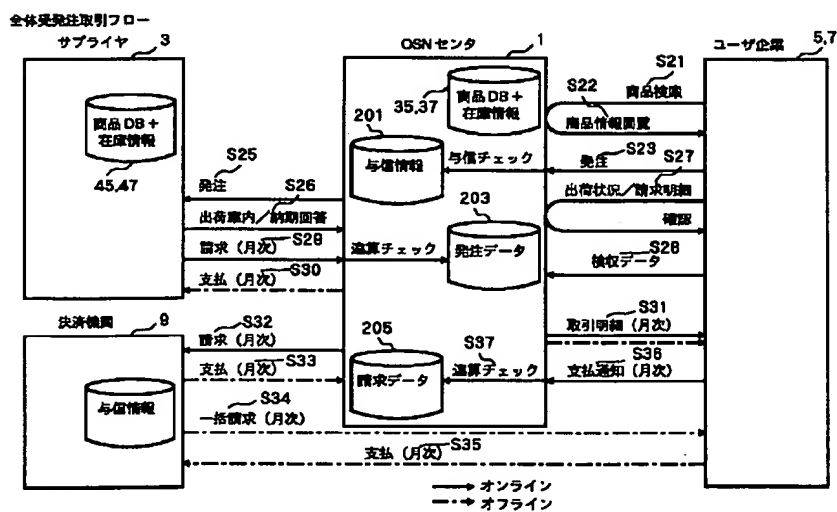 全体受発注取引フロー
サプライヤ
3
OSNセンタ
1
ユーザ企業
5,7
商品DB+
在庫情報
45,47
35,37
商品DB+
在庫情報
S21
商品検索
S22
商品情報閲覧
201
与信情報
与信チェック
発注
S23
S27
S25
発注
S26
出荷庫内/納期回答
出荷状況/請求明細
確認
203
発注データ
請求(月次)
S29
違算チェック
S28
検収データ
支払(月次)
S30
S31
取引明細(月次)
決済機関
9
S32
請求(月次)
支払(月次)
S33
205
請求データ
S37
違算チェック
S36
支払通知(月次)
与信情報
S34
一括請求(月次)
支払(月次)
S35
オンライン
オフライン